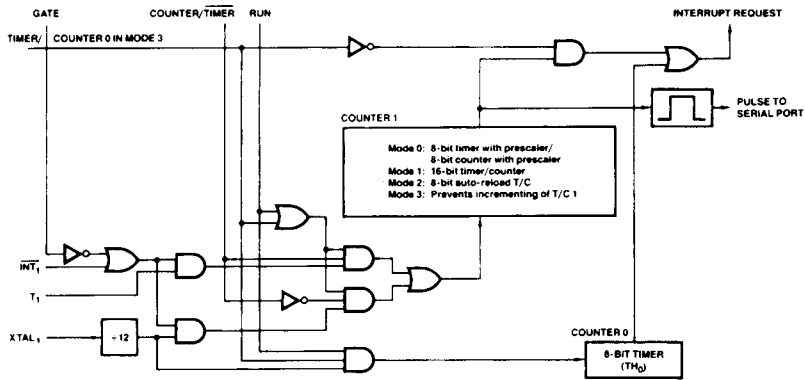 GATE
COUNTER/TIMER
RUN
INTERRUPT REQUEST
TIMER/ COUNTER 0 IN MODE 3
PULSE TO
SERIAL PORT
COUNTER 1
Mode 0: 8-bit timer with prescaler/
8-bit counter with prescaler
Mode 1: 16-bit timer/counter
Mode 2: 8-bit auto-reload T/C
Mode 3: Prevents incrementing of T/C 1
INT₁
T₁
XTAL₁
÷12
COUNTER 0
8-BIT TIMER
(TH₀)